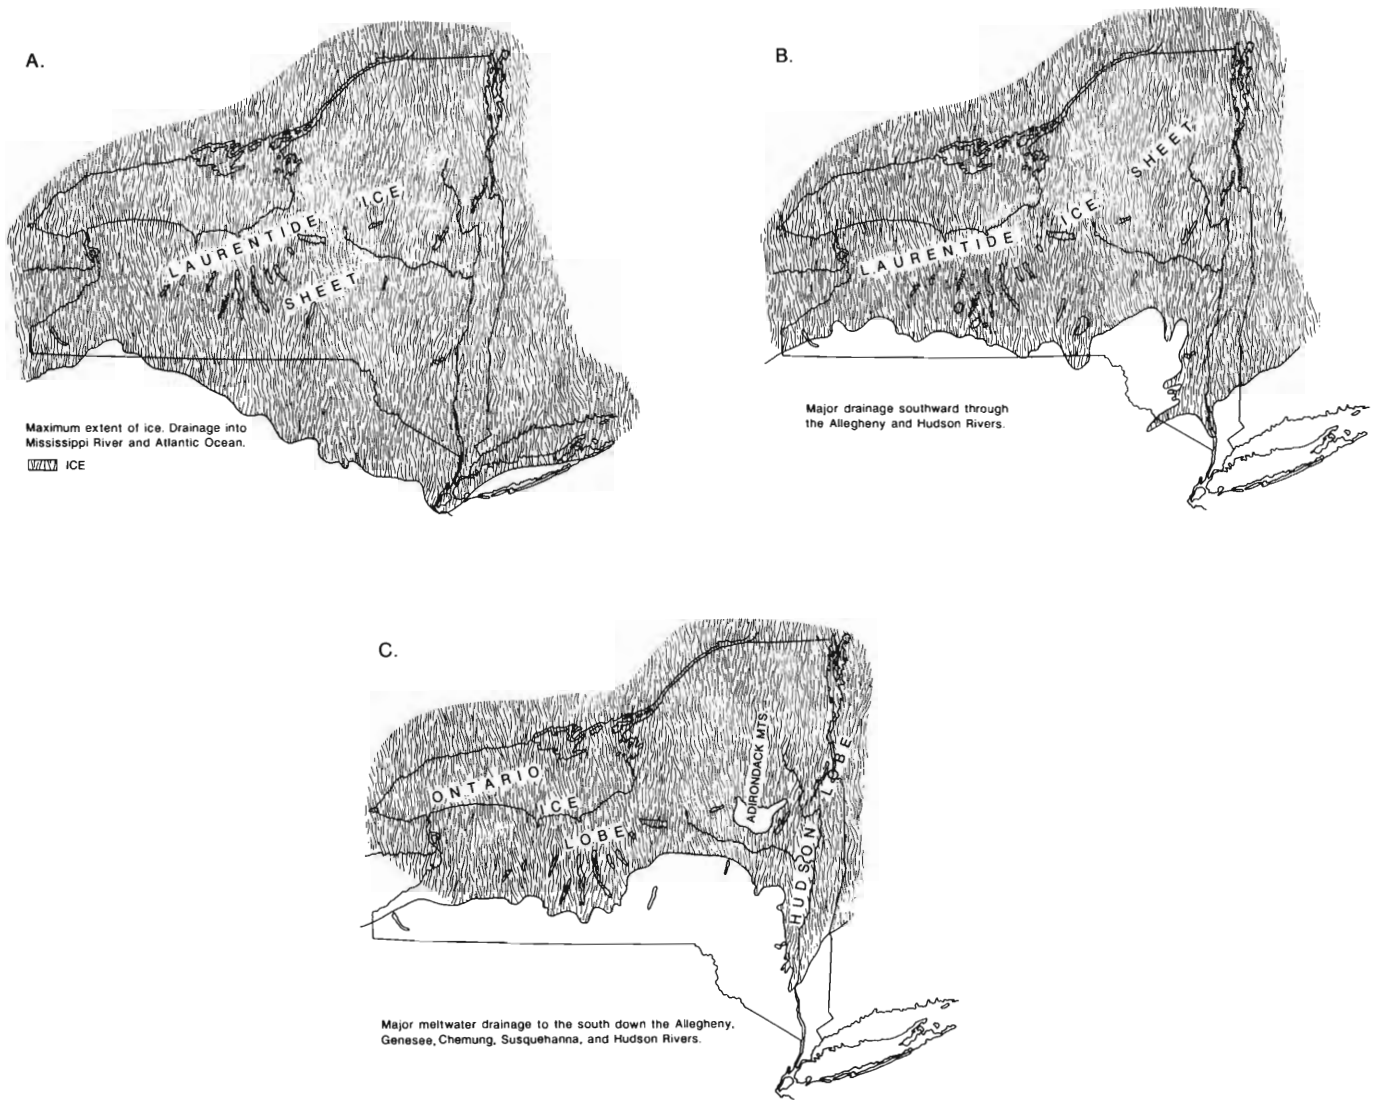 A.
LAURENTIDE ICE
SHEET
Maximum extent of ice. Drainage into
Mississippi River and Atlantic Ocean.
ICE
B.
LAURENTIDE ICE SHEET
Major drainage southward through
the Allegheny and Hudson Rivers.
C.
ONTARIO
ICE
LOBE
ADIRONDACK MTS.
HUDSON LOBE
Major meltwater drainage to the south down the Allegheny,
Genesee, Chemung, Susquehanna, and Hudson Rivers.